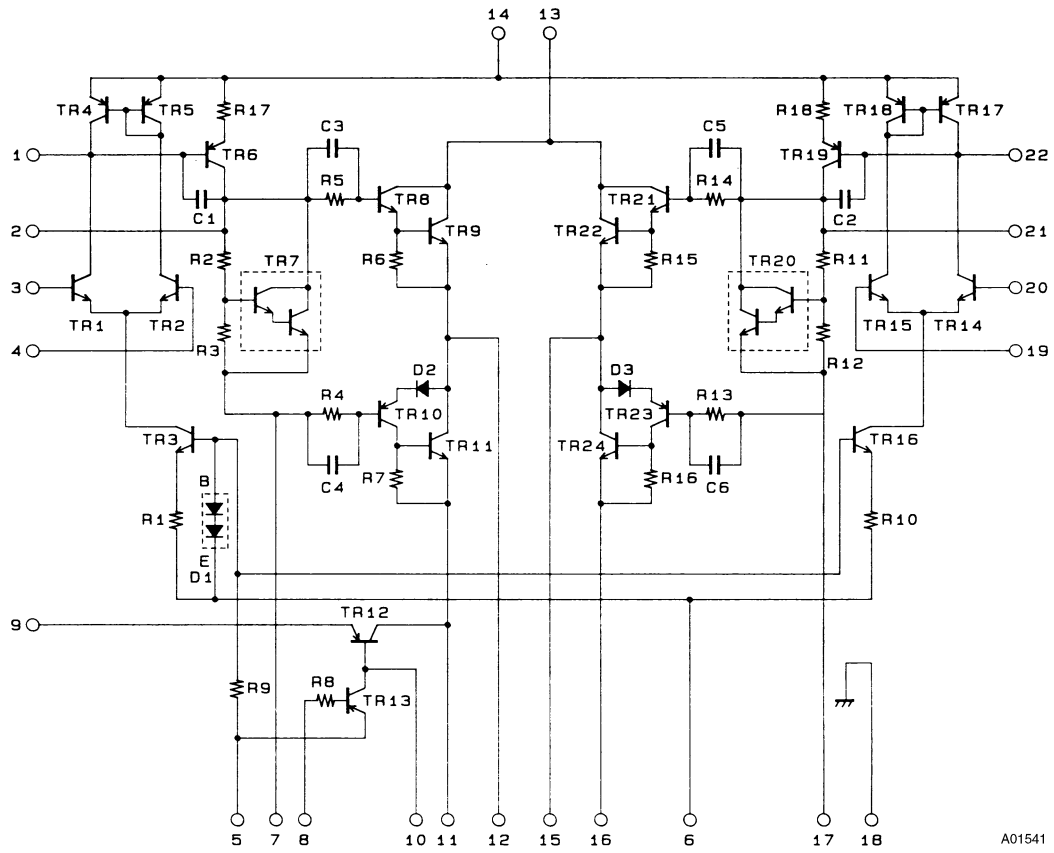 14 13
TR4 TR5 R17 R18 TR18 TR17
C3 C5
1 TR6 TR19 22
R5 TR8 TR21 R14
C1 C2
2 TR9 TR22 21
R2 TR7 R6 R15 TR20 R11
3 20
TR1 TR2 TR15 TR14
R3 R12
4 19
D2 D3
R4 R13
TR10 TR23
TR3 TR11 TR24 TR16
C4 R7 R16 C6
B
R1 R10
E
D1
TR12
9
R9 R8 TR13
5 7 8 10 11 12 15 16 6 17 18
A01541